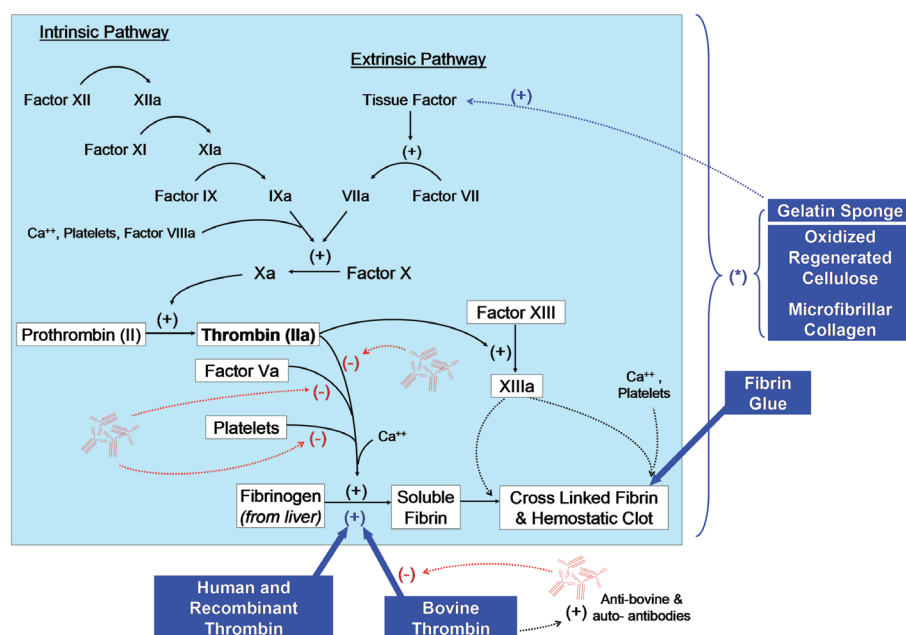 Intrinsic Pathway
Extrinsic Pathway
Factor XII
XIIa
Tissue Factor
(+)
Factor XI
XIa
(+)
Factor IX
IXa
VIIa
Factor VII
Gelatin Sponge
Oxidized
Regenerated
Cellulose
Microfibrillar
Collagen
(*)
Ca⁺⁺, Platelets, Factor VIIIa
(+)
Xa
Factor X
(+)
Prothrombin (II)
Thrombin (IIa)
Factor XIII
(+)
(-)
Factor Va
(-)
XIIIa
Ca⁺⁺ ,
Platelets
Fibrin
Glue
Platelets
(-)
Ca⁺⁺
(+)
Fibrinogen
(from liver)
Soluble
Fibrin
Cross Linked Fibrin
& Hemostatic Clot
(+)
(-)
Human and
Recombinant
Thrombin
Bovine
Thrombin
(+)
Anti-bovine &
auto- antibodies